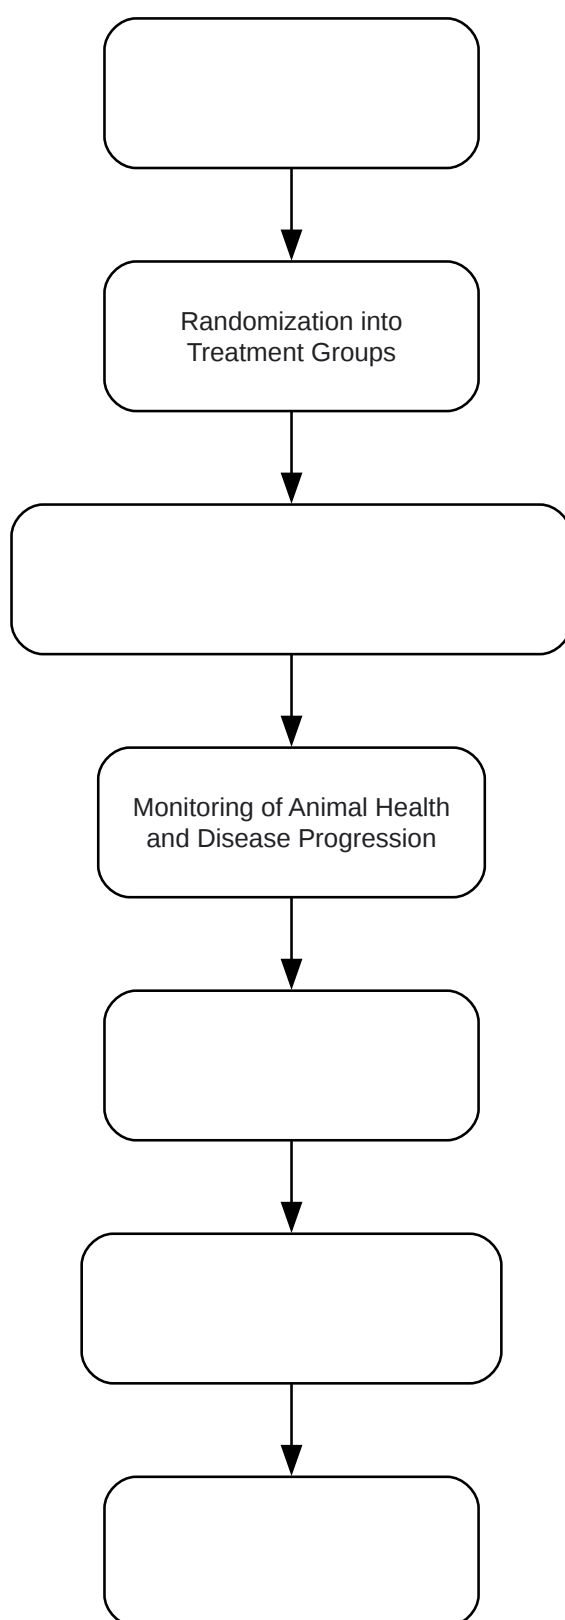 Randomization into
Treatment Groups
Monitoring of Animal Health
and Disease Progression